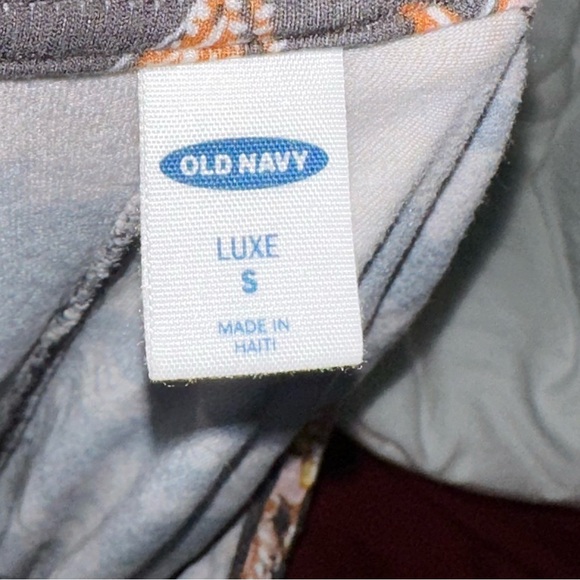 OLD NAVY
LUXE
S
MADE IN
HAITI